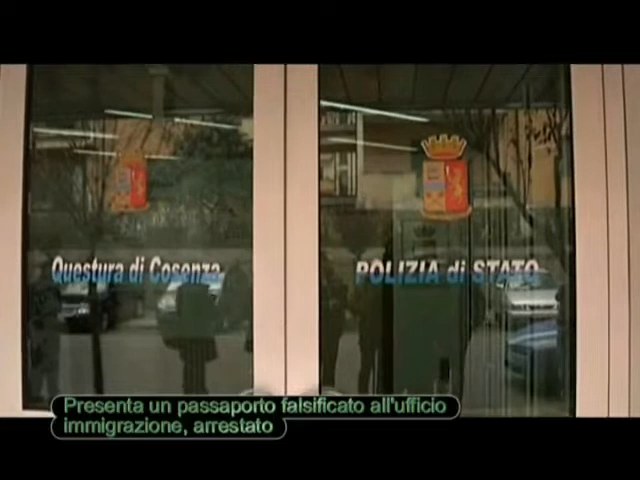 Questura di Cosenza
POLIZIA di STATO
Presenta un passaporto falsificato all'ufficio
immigrazione, arrestato